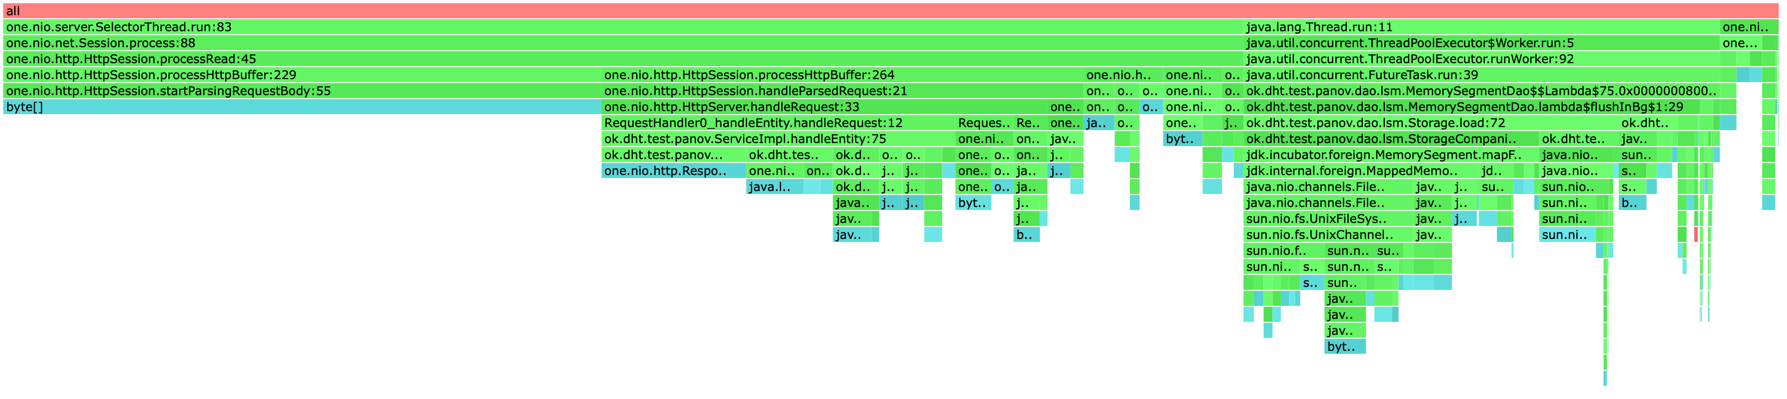 all
one.nio.server.SelectorThread.run:83 java.lang.Thread.run:11 one.ni..
one.nio.net.Session.process:88 java.util.concurrent.ThreadPoolExecutor$Worker.run:5 one...
one.nio.http.HttpSession.processRead:45 java.util.concurrent.ThreadPoolExecutor.runWorker:92
one.nio.http.HttpSession.processHttpBuffer:229 one.nio.http.HttpSession.processHttpBuffer:264 one.nio.h.. one.ni.. o.. java.util.concurrent.FutureTask.run:39
one.nio.http.HttpSession.startParsingRequestBody:55 one.nio.http.HttpSession.handleParsedRequest:21 on.. o.. o.. one.ni.. o.. ok.dht.test.panov.dao.lsm.MemorySegmentDao$$Lambda$75.0x0000000800..
byte[] one.nio.http.HttpServer.handleRequest:33 one.. on.. o.. o.. one.ni.. ok.dht.test.panov.dao.lsm.MemorySegmentDao.lambda$flushInBg$1:29
RequestHandler0_handleEntity.handleRequest:12 Reques.. Re.. one.. ja.. o.. one.. j.. ok.dht.test.panov.dao.lsm.Storage.load:72 ok.dht..
ok.dht.test.panov.ServiceImpl.handleEntity:75 one.ni.. on.. jav.. byt.. ok.dht.test.panov.dao.lsm.StorageCompani.. ok.dht.te.. jav..
ok.dht.test.panov... ok.dht.tes.. ok.d.. o.. o.. one.. on.. j.. jdk.incubator.foreign.MemorySegment.mapF.. java.nio.. sun..
one.nio.http.Respo.. one.ni.. on.. ok.d.. j.. j.. one.. on.. j.. jdk.internal.foreign.MappedMemo.. jd.. java.no.. s..
java.l.. ok.d.. j.. j.. one.. o.. ja.. java.nio.channels.File.. jav.. j.. su.. sun.nio.. s..
java.. j.. j.. byt.. j.. java.nio.channels.File.. jav.. j.. sun.ni.. b..
jav.. j.. sun.nio.fs.UnixFileSys.. jav.. j.. sun.ni..
jav.. b.. sun.nio.fs.UnixChannel.. jav.. sun.ni..
sun.nio.f.. sun.n.. su..
sun.ni.. s.. sun.n.. s..
s.. sun..
jav..
jav..
jav..
byt..